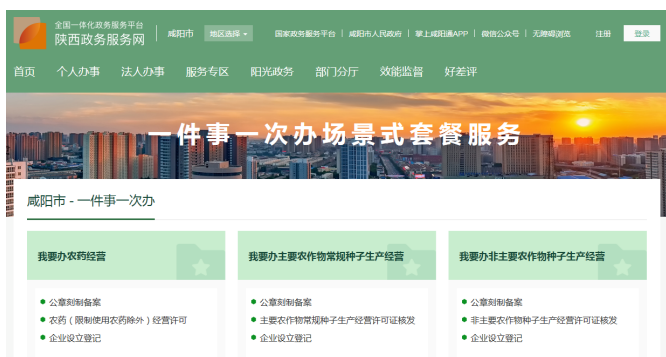 全国一体化政务服务平台
陕西政务服务网 咸阳市 地区选择 国家政务服务平台 | 咸阳市人民政府 | 掌上咸阳通APP | 微信公众号 | 无障碍浏览 注册 登录
首页 个人办事 法人办事 服务专区 阳光政务 部门分厅 效能监督 好差评
一件事一次办场景式套餐服务
咸阳市 - 一件事一次办
我要办农药经营 我要办主要农作物常规种子生产经营 我要办非主要农作物种子生产经营
公章刻制备案 公章刻制备案 公章刻制备案
农药（限制使用农药除外）经营许可 主要农作物常规种子生产经营许可证核发 非主要农作物种子生产经营许可证核发
企业设立登记 企业设立登记 企业设立登记